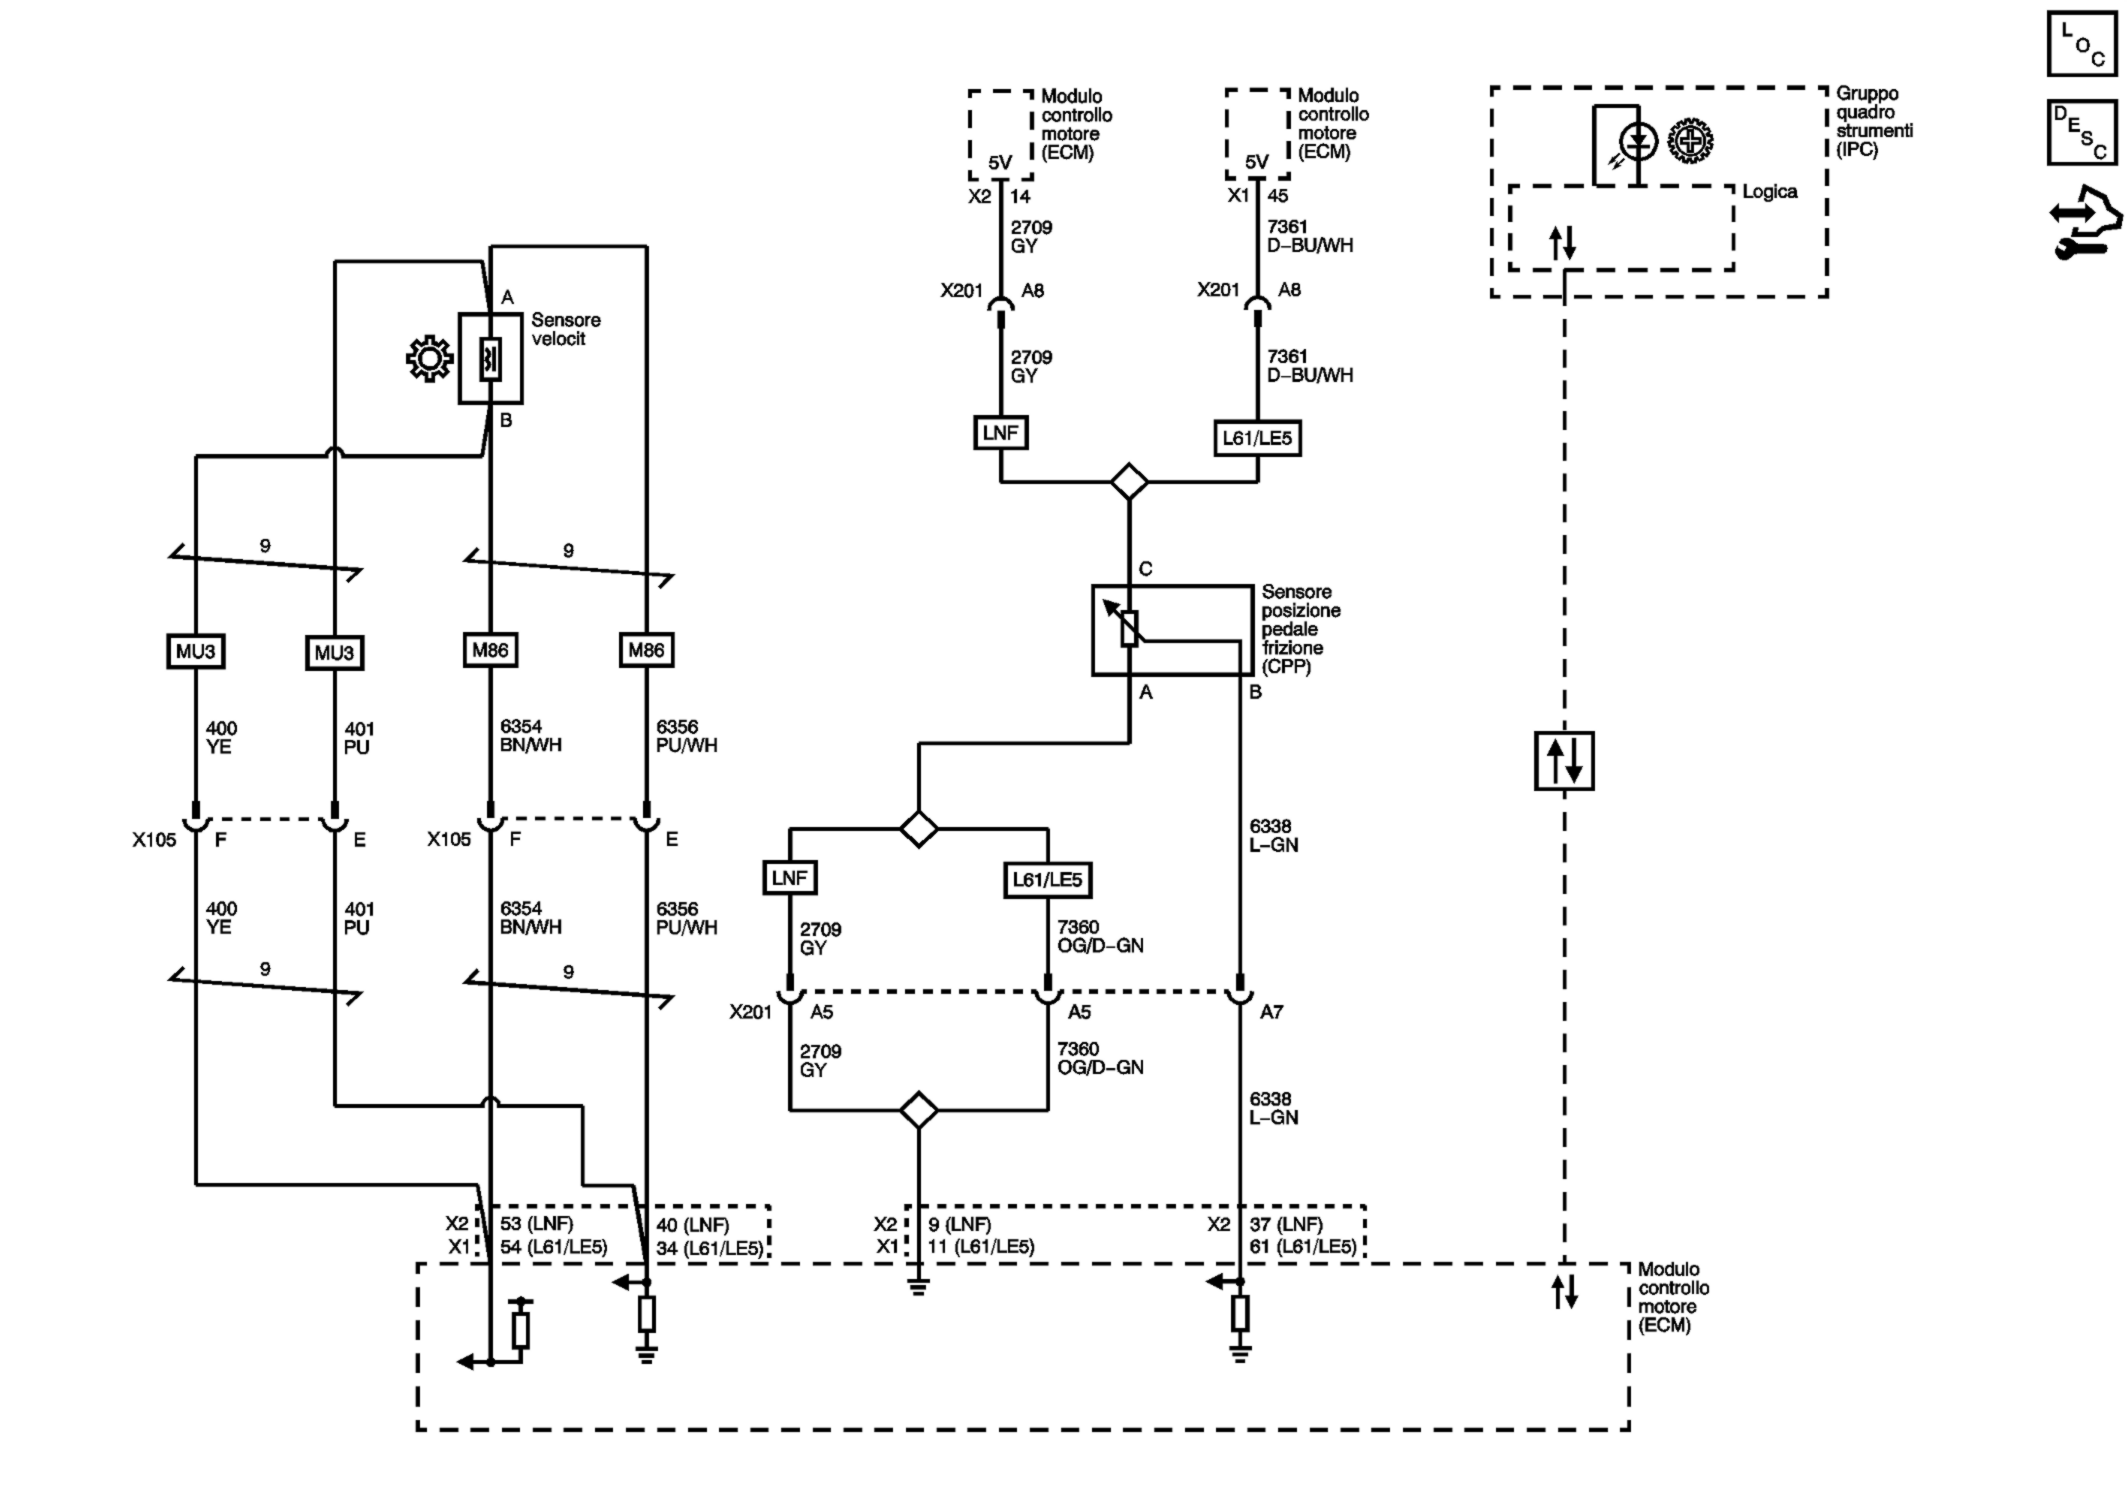 L O C
D E S C
Modulo
controllo
motore
(ECM)
5V
X2 14
2709
GY
X201 A8
2709
GY
LNF
Modulo
controllo
motore
(ECM)
5V
X1 45
7361
D-BU/WH
X201 A8
7361
D-BU/WH
L61/LE5
Gruppo
quadro
strumenti
(IPC)
Logica
A
Sensore
velocit
B
9
9
MU3
MU3
M86
M86
400
YE
401
PU
6354
BN/WH
6356
PU/WH
X105 F
E
X105 F
E
400
YE
401
PU
6354
BN/WH
6356
PU/WH
9
9
C
Sensore
posizione
pedale
frizione
(CPP)
A
B
LNF
L61/LE5
6338
L-GN
2709
GY
7360
OG/D-GN
X201 A5
A5
A7
2709
GY
7360
OG/D-GN
6338
L-GN
X2 53 (LNF)
X1 54 (L61/LE5)
40 (LNF)
34 (L61/LE5)
X2 9 (LNF)
X1 11 (L61/LE5)
X2 37 (LNF)
61 (L61/LE5)
Modulo
controllo
motore
(ECM)